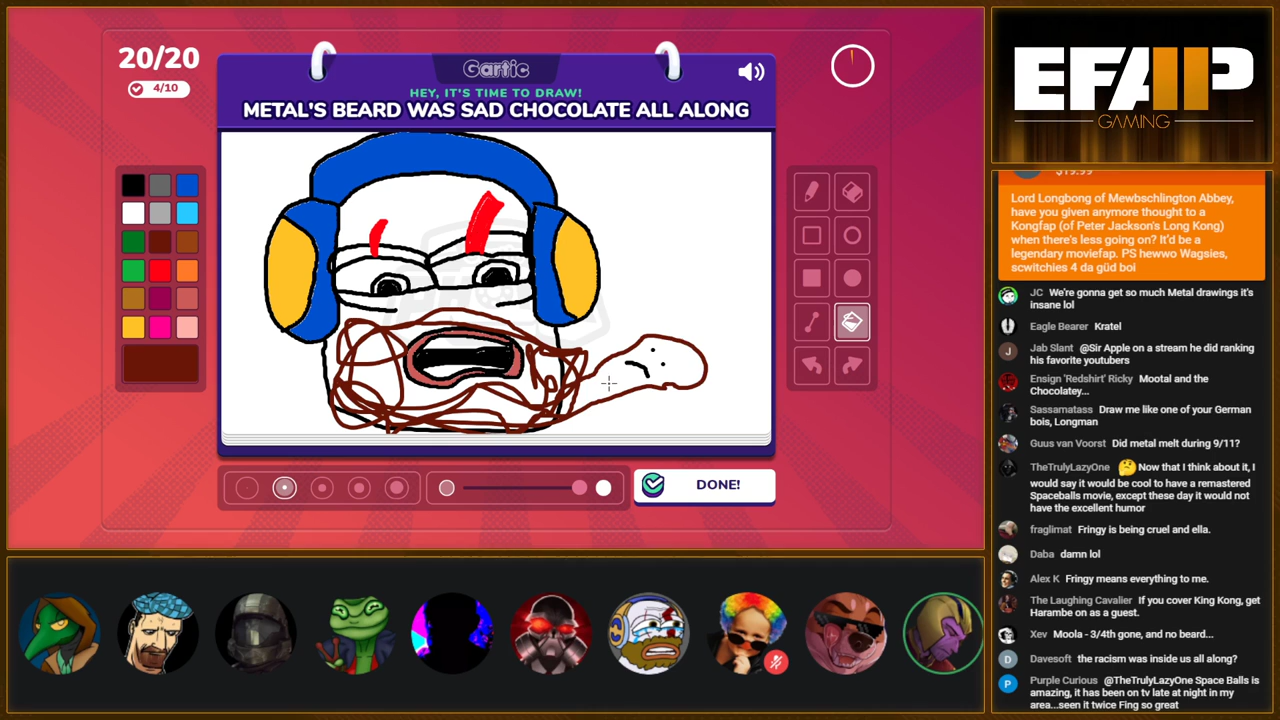 20/20
4/10
Gartic
HEY, IT'S TIME TO DRAW!
METAL'S BEARD WAS SAD CHOCOLATE ALL ALONG
DONE!
EFAP
GAMING
$19.99
Lord Longbong of Mewbschlington Abbey,
have you given anymore thought to a
Kongfap (of Peter Jackson's Long Kong)
when there's less going on? It'd be a
legendary moviefap. PS hewwo Wagsies,
scwitchies 4 da güd boi
JC We're gonna get so much Metal drawings it's
insane lol
Eagle Bearer Kratel
Jab Slant @Sir Apple on a stream he did ranking
his favorite youtubers
Ensign 'Redshirt' Ricky Mootal and the
Chocolatey...
Sassamatass Draw me like one of your German
bois, Longman
Guus van Voorst Did metal melt during 9/11?
TheTrulyLazyOne 🤔 Now that I think about it, I
would say it would be cool to have a remastered
Spaceballs movie, except these day it would not
have the excellent humor
fraglimat Fringy is being cruel and ella.
Daba damn lol
Alex K Fringy means everything to me.
The Laughing Cavalier If you cover King Kong, get
Harambe on as a guest.
Xev Moola - 3/4th gone, and no beard...
Davesoft the racism was inside us all along?
Purple Curious @TheTrulyLazyOne Space Balls is
amazing, it has been on tv late at night in my
area...seen it twice Fing so great